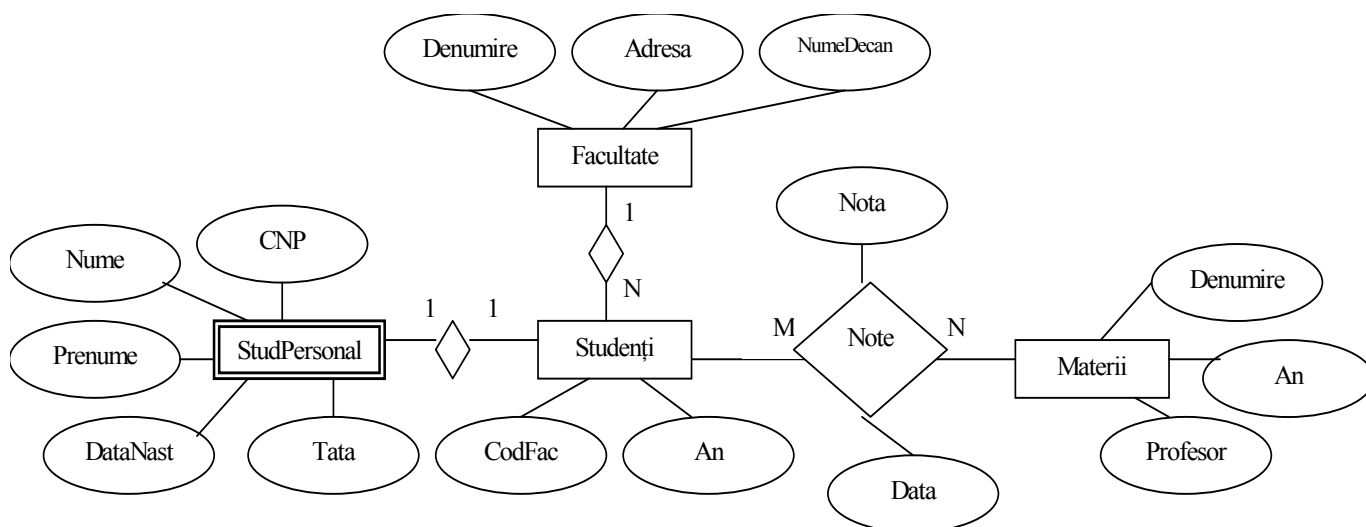 Denumire
Adresa
NumeDecan
Facultate
1
Nota
CNP
Nume
N
Denumire
1
1
M
Note
N
StudPersonal
Studenți
Prenume
Materii
An
DataNast
Tata
CodFac
An
Profesor
Data